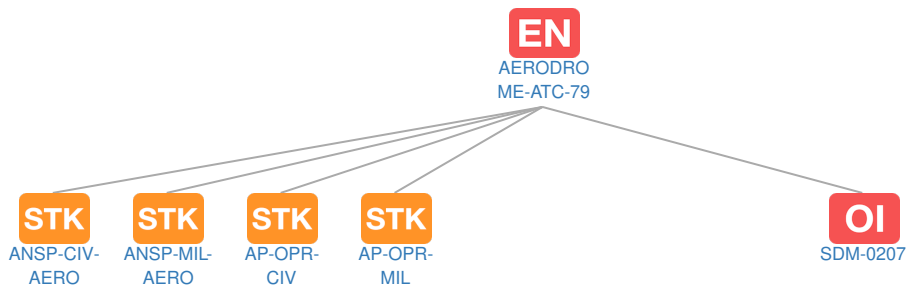 EN
AERODRO
ME-ATC-79
STK
STK
STK
STK
OI
ANSP-CIV-
AERO
ANSP-MIL-
AERO
AP-OPR-
CIV
AP-OPR-
MIL
SDM-0207